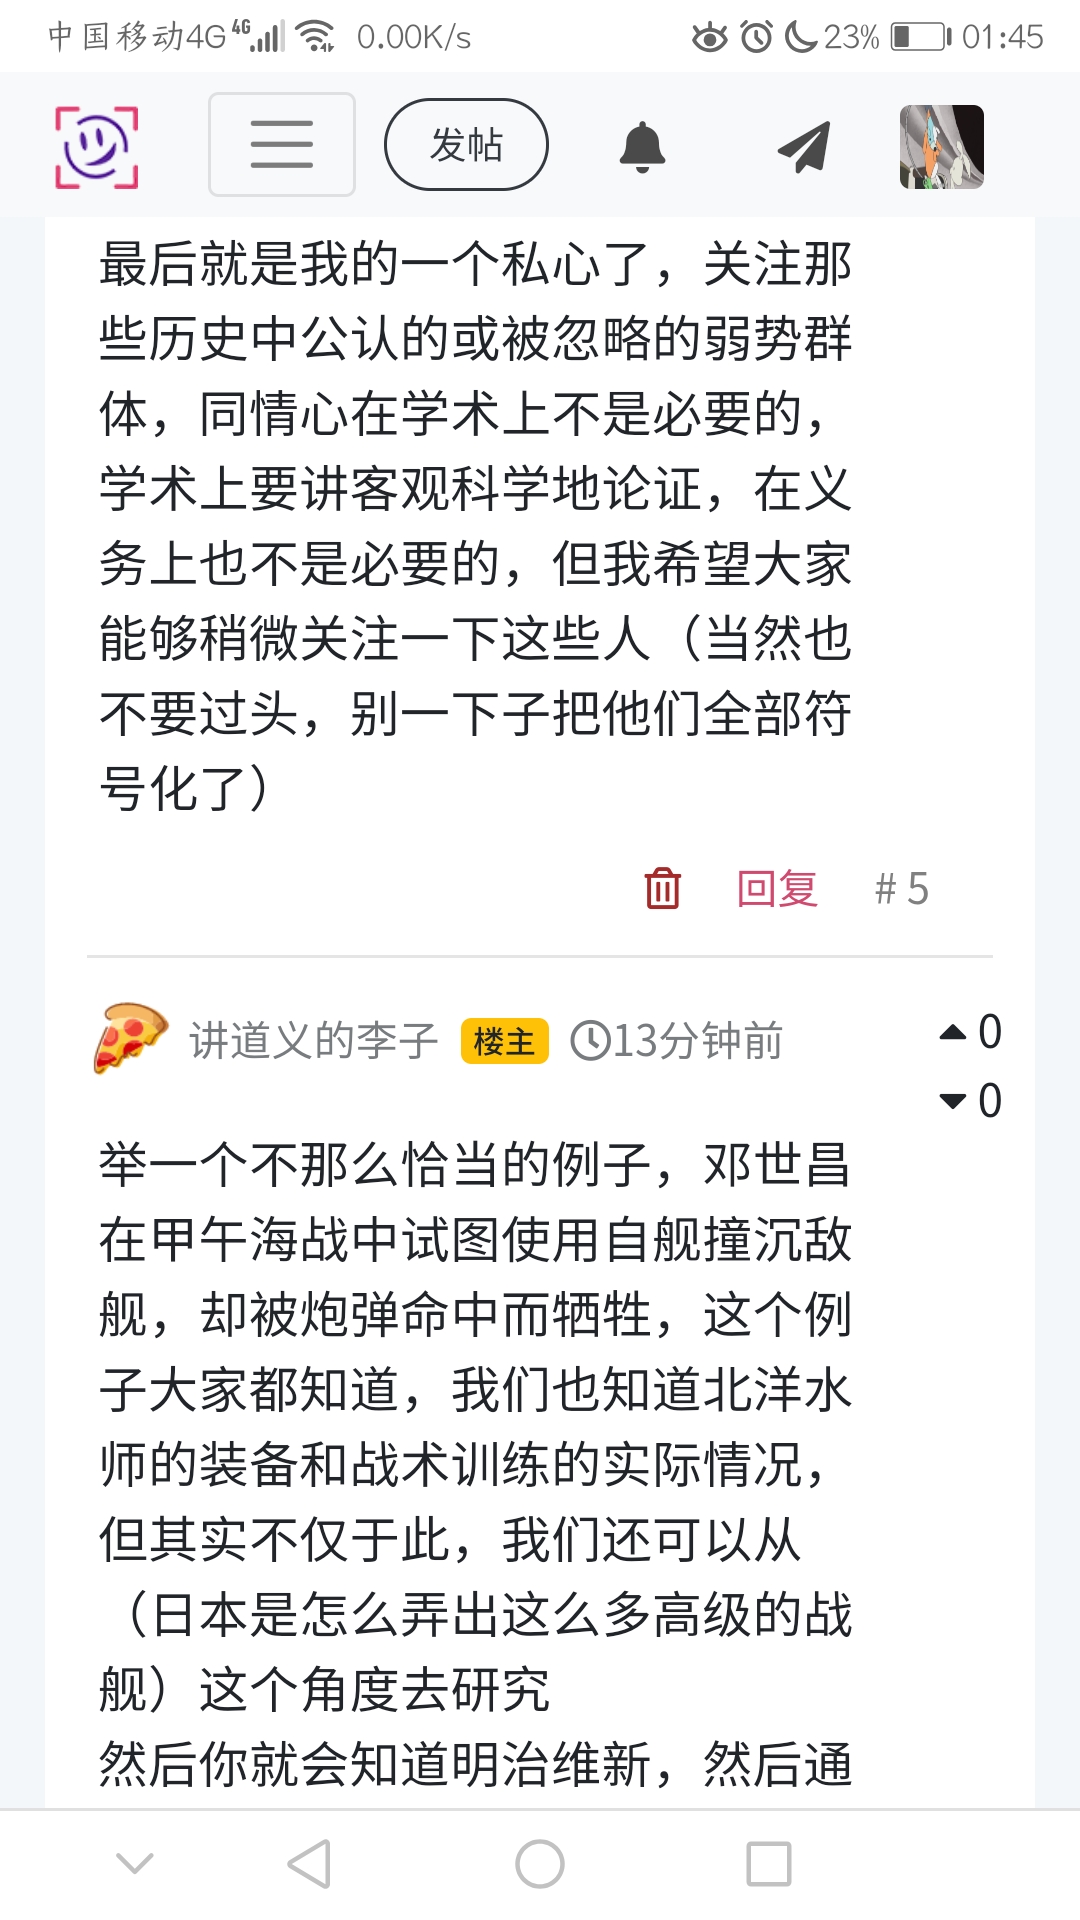 中国移动4G 4G 0.00K/s 23% 01:45
发帖
最后就是我的一个私心了，关注那
些历史中公认的或被忽略的弱势群
体，同情心在学术上不是必要的，
学术上要讲客观科学地论证，在义
务上也不是必要的，但我希望大家
能够稍微关注一下这些人（当然也
不要过头，别一下子把他们全部符
号化了）
回复 #5
讲道义的李子 楼主 13分钟前 0
0
举一个不那么恰当的例子，邓世昌
在甲午海战中试图使用自舰撞沉敌
舰，却被炮弹命中而牺牲，这个例
子大家都知道，我们也知道北洋水
师的装备和战术训练的实际情况，
但其实不仅于此，我们还可以从
（日本是怎么弄出这么多高级的战
舰）这个角度去研究
然后你就会知道明治维新，然后通